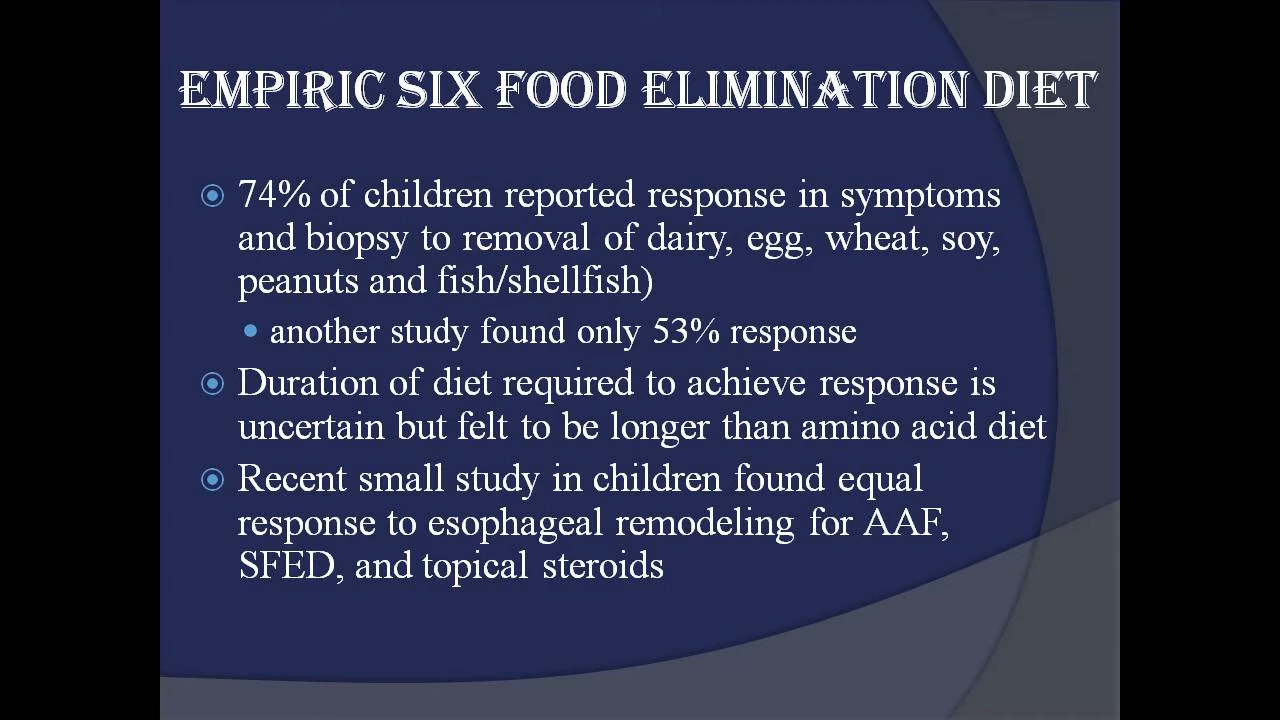 EMPIRIC SIX FOOD ELIMINATION DIET
74% of children reported response in symptoms
and biopsy to removal of dairy, egg, wheat, soy,
peanuts and fish/shellfish)
another study found only 53% response
Duration of diet required to achieve response is
uncertain but felt to be longer than amino acid diet
Recent small study in children found equal
response to esophageal remodeling for AAF,
SFED, and topical steroids